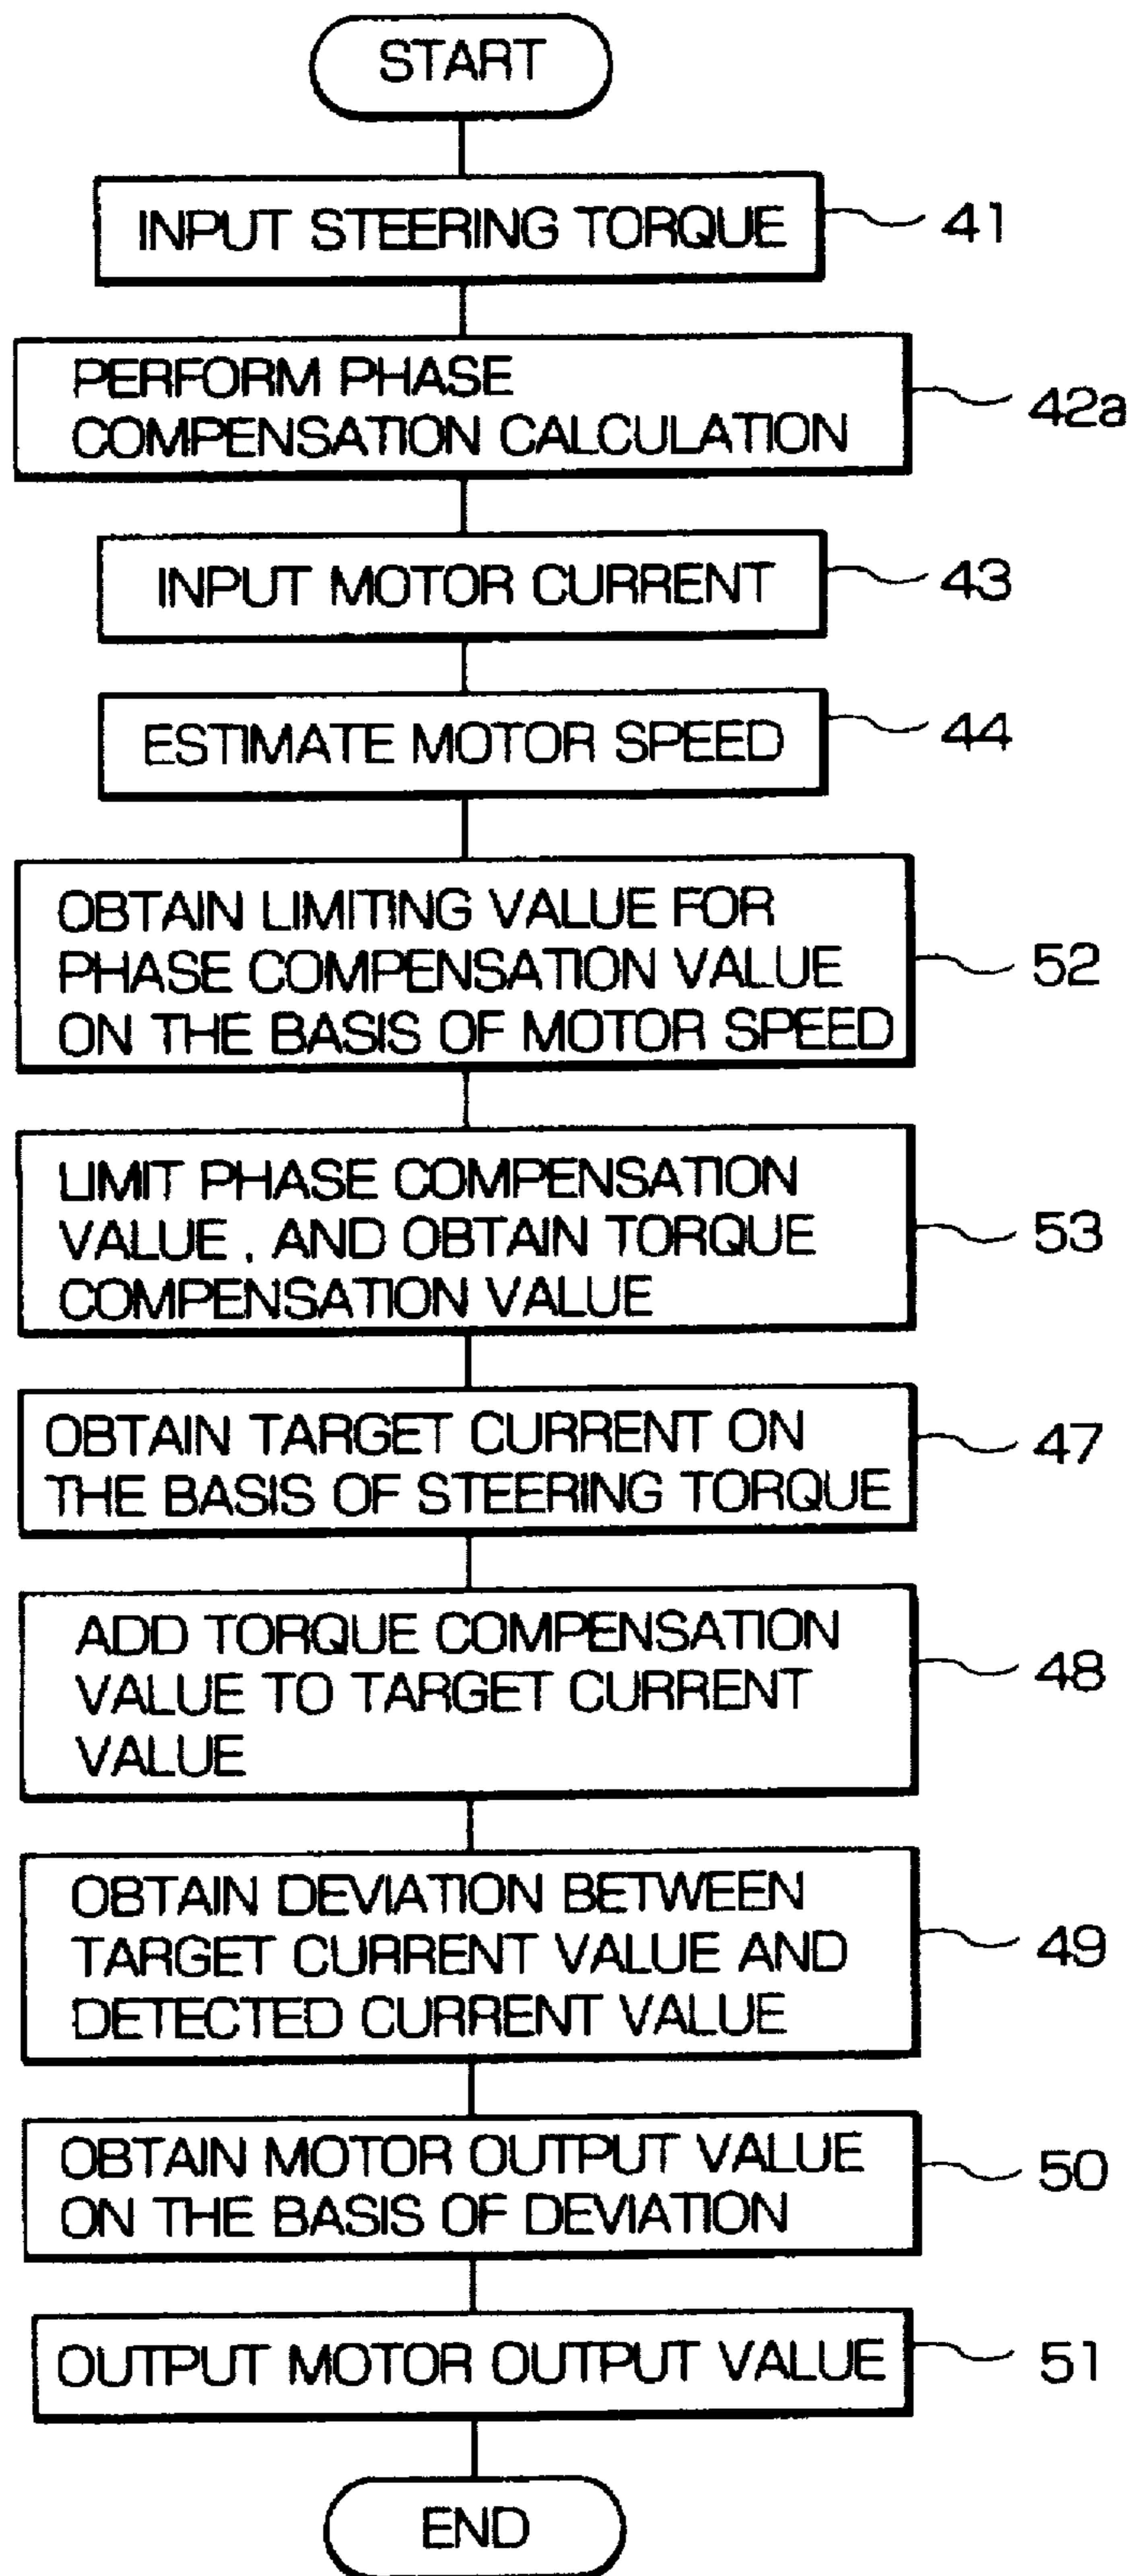 START
INPUT STEERING TORQUE
41
PERFORM PHASE
COMPENSATION CALCULATION
42a
INPUT MOTOR CURRENT
43
ESTIMATE MOTOR SPEED
44
OBTAIN LIMITING VALUE FOR
PHASE COMPENSATION VALUE
ON THE BASIS OF MOTOR SPEED
52
LIMIT PHASE COMPENSATION
VALUE, AND OBTAIN TORQUE
COMPENSATION VALUE
53
OBTAIN TARGET CURRENT ON
THE BASIS OF STEERING TORQUE
47
ADD TORQUE COMPENSATION
VALUE TO TARGET CURRENT
VALUE
48
OBTAIN DEVIATION BETWEEN
TARGET CURRENT VALUE AND
DETECTED CURRENT VALUE
49
OBTAIN MOTOR OUTPUT VALUE
ON THE BASIS OF DEVIATION
50
OUTPUT MOTOR OUTPUT VALUE
51
END